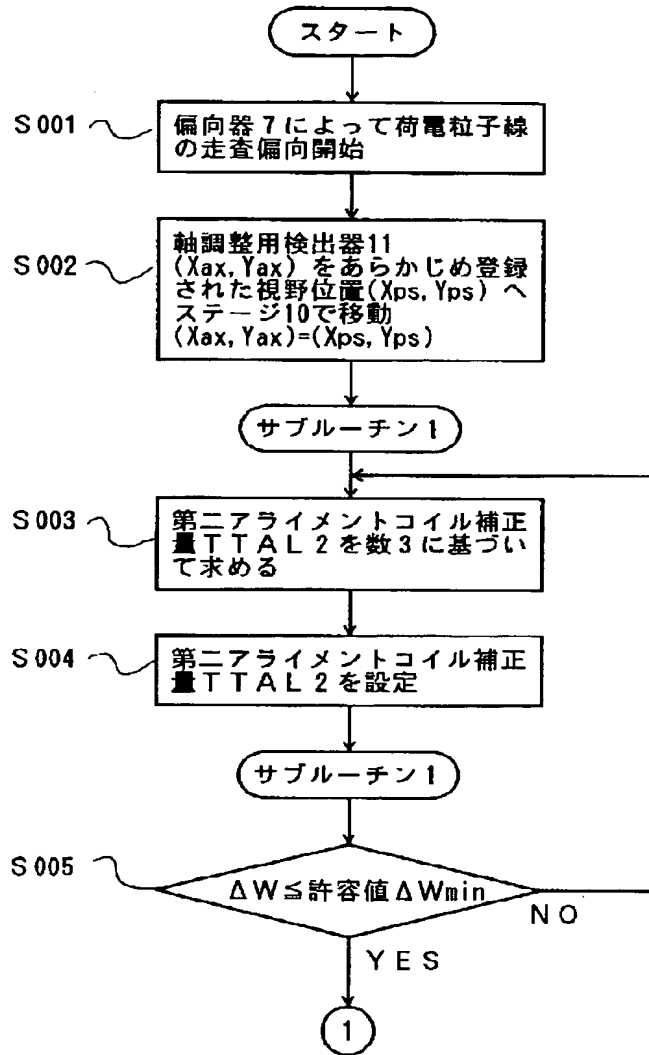 スタート
S001
偏向器7によって荷電粒子線
の走査偏向開始
S002
軸調整用検出器11
(Xax,Yax)をあらかじめ登録
された視野位置(Xps,Yps)へ
ステージ10で移動
(Xax,Yax)=(Xps,Yps)
サブルーチン1
S003
第二アライメントコイル補正
量TTAL2を数3に基づい
て求める
S004
第二アライメントコイル補正
量TTAL2を設定
サブルーチン1
S005
ΔW≦許容値ΔWmin
NO
YES
1